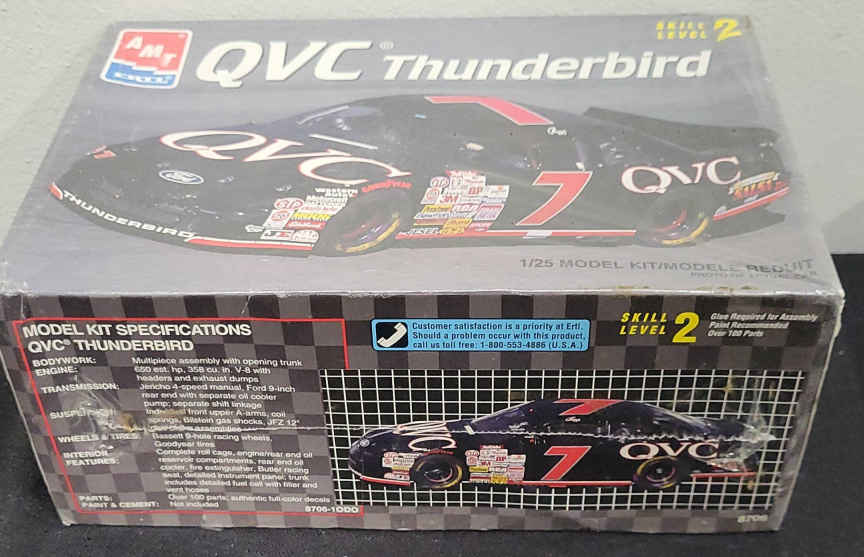 AMT
ERTL
QVC® Thunderbird
SKILL
LEVEL 2
QVC
7
Ford
THUNDERBIRD
7
QVC
1/25 MODEL KIT/MODELE REDUIT
MODEL KIT SPECIFICATIONS
QVC® THUNDERBIRD
BODYWORK: Multipiece assembly with opening trunk
ENGINE: 650 est. hp, 358 cu. in. V-8 with
headers and exhaust dumps
TRANSMISSION: Jericho 4-speed manual, Ford 9-inch
rear end with separate oil cooler
pump; separate shift linkage
SUSPENSION: Individual front upper A-arms, coil
springs, Bilstein gas shocks, JFZ 12"
assemblies
WHEELS & TIRES: Bassett 9-hole racing wheels,
Goodyear tires
INTERIOR Complete roll cage, engine/rear end oil
FEATURES: reservoir compartments, rear end oil
cooler, fire extinguisher, Butler racing
seat, detailed instrument panel; trunk
includes detailed fuel cell with filler and
vent hoses
PARTS: Over 100 parts; authentic full-color decals
PAINT & CEMENT: Not included
8706-10DO
Customer satisfaction is a priority at Ertl.
Should a problem occur with this product,
call us toll free: 1-800-553-4886 (U.S.A.)
SKILL
LEVEL 2
Glue Required for Assembly
Paint Recommended
Over 100 Parts
7
7
QVC
8706